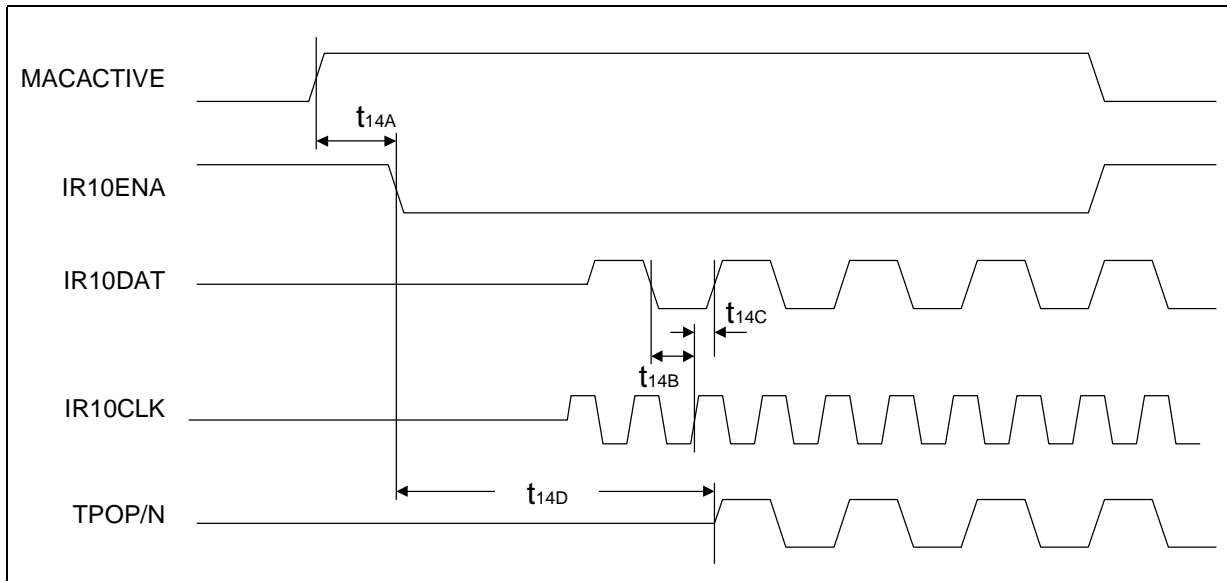 MACACTIVE
t14A
IR10ENA
IR10DAT
t14C
t14B
IR10CLK
t14D
TPOP/N